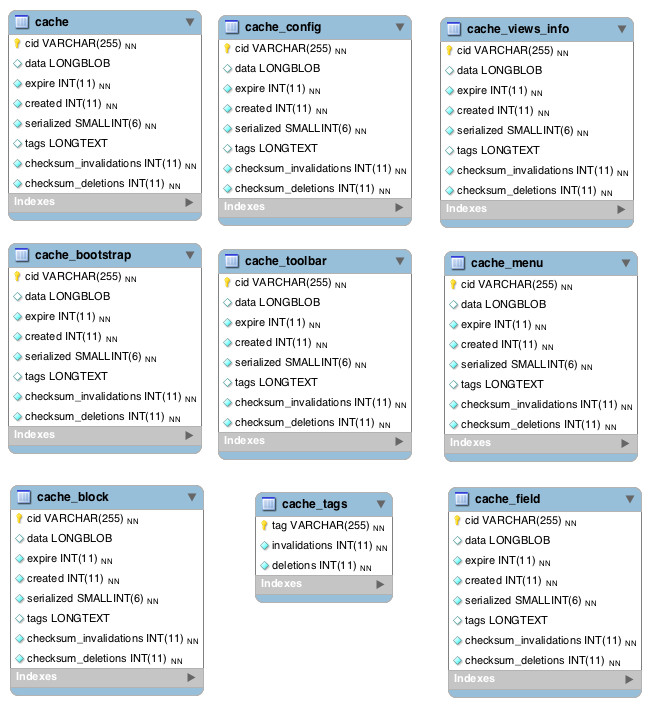 cache
cid VARCHAR(255) NN
data LONGBLOB
expire INT(11) NN
created INT(11) NN
serialized SMALLINT(6) NN
tags LONGTEXT
checksum_invalidations INT(11) NN
checksum_deletions INT(11) NN
Indexes
cache_config
cid VARCHAR(255) NN
data LONGBLOB
expire INT(11) NN
created INT(11) NN
serialized SMALLINT(6) NN
tags LONGTEXT
checksum_invalidations INT(11) NN
checksum_deletions INT(11) NN
Indexes
cache_views_info
cid VARCHAR(255) NN
data LONGBLOB
expire INT(11) NN
created INT(11) NN
serialized SMALLINT(6) NN
tags LONGTEXT
checksum_invalidations INT(11) NN
checksum_deletions INT(11) NN
Indexes
cache_bootstrap
cid VARCHAR(255) NN
data LONGBLOB
expire INT(11) NN
created INT(11) NN
serialized SMALLINT(6) NN
tags LONGTEXT
checksum_invalidations INT(11) NN
checksum_deletions INT(11) NN
Indexes
cache_toolbar
cid VARCHAR(255) NN
data LONGBLOB
expire INT(11) NN
created INT(11) NN
serialized SMALLINT(6) NN
tags LONGTEXT
checksum_invalidations INT(11) NN
checksum_deletions INT(11) NN
Indexes
cache_menu
cid VARCHAR(255) NN
data LONGBLOB
expire INT(11) NN
created INT(11) NN
serialized SMALLINT(6) NN
tags LONGTEXT
checksum_invalidations INT(11) NN
checksum_deletions INT(11) NN
Indexes
cache_block
cid VARCHAR(255) NN
data LONGBLOB
expire INT(11) NN
created INT(11) NN
serialized SMALLINT(6) NN
tags LONGTEXT
checksum_invalidations INT(11) NN
checksum_deletions INT(11) NN
Indexes
cache_tags
tag VARCHAR(255) NN
invalidations INT(11) NN
deletions INT(11) NN
Indexes
cache_field
cid VARCHAR(255) NN
data LONGBLOB
expire INT(11) NN
created INT(11) NN
serialized SMALLINT(6) NN
tags LONGTEXT
checksum_invalidations INT(11) NN
checksum_deletions INT(11) NN
Indexes